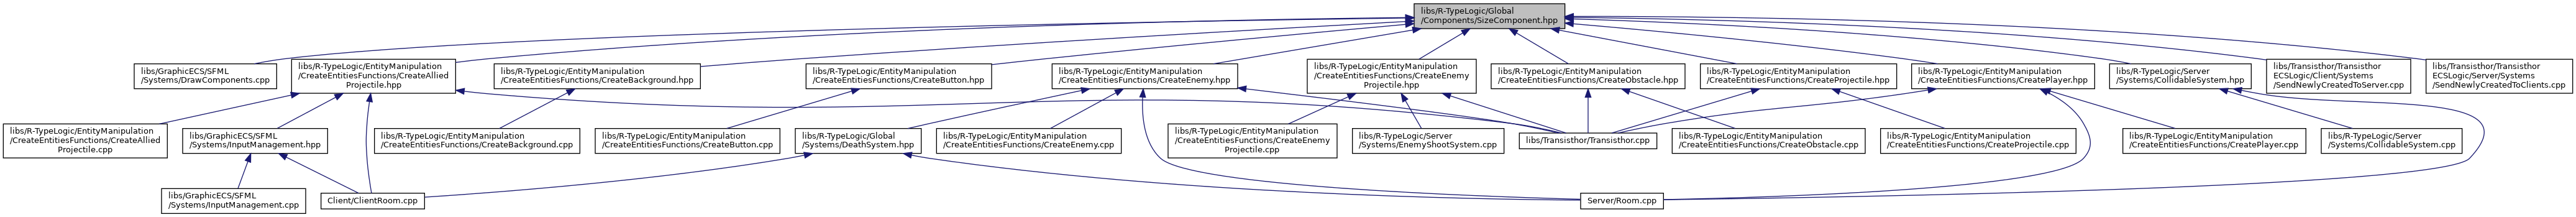 libs/R-TypeLogic/Global
/Components/SizeComponent.hpp
libs/GraphicECS/SFML
/Systems/DrawComponents.cpp
libs/R-TypeLogic/EntityManipulation
/CreateEntitiesFunctions/CreateAllied
Projectile.hpp
libs/R-TypeLogic/EntityManipulation
/CreateEntitiesFunctions/CreateBackground.hpp
libs/R-TypeLogic/EntityManipulation
/CreateEntitiesFunctions/CreateButton.hpp
libs/R-TypeLogic/EntityManipulation
/CreateEntitiesFunctions/CreateEnemy.hpp
libs/R-TypeLogic/EntityManipulation
/CreateEntitiesFunctions/CreateEnemy
Projectile.hpp
libs/R-TypeLogic/EntityManipulation
/CreateEntitiesFunctions/CreateObstacle.hpp
libs/R-TypeLogic/EntityManipulation
/CreateEntitiesFunctions/CreateProjectile.hpp
libs/R-TypeLogic/EntityManipulation
/CreateEntitiesFunctions/CreatePlayer.hpp
libs/R-TypeLogic/Server
/Systems/CollidableSystem.hpp
libs/Transisthor/Transisthor
ECSLogic/Client/Systems
/SendNewlyCreatedToServer.cpp
libs/Transisthor/Transisthor
ECSLogic/Server/Systems
/SendNewlyCreatedToClients.cpp
libs/R-TypeLogic/EntityManipulation
/CreateEntitiesFunctions/CreateAllied
Projectile.cpp
libs/GraphicECS/SFML
/Systems/InputManagement.hpp
libs/R-TypeLogic/EntityManipulation
/CreateEntitiesFunctions/CreateBackground.cpp
libs/R-TypeLogic/EntityManipulation
/CreateEntitiesFunctions/CreateButton.cpp
libs/R-TypeLogic/Global
/Systems/DeathSystem.hpp
libs/R-TypeLogic/EntityManipulation
/CreateEntitiesFunctions/CreateEnemy.cpp
libs/R-TypeLogic/EntityManipulation
/CreateEntitiesFunctions/CreateEnemy
Projectile.cpp
libs/R-TypeLogic/Server
/Systems/EnemyShootSystem.cpp
libs/Transisthor/Transisthor.cpp
libs/R-TypeLogic/EntityManipulation
/CreateEntitiesFunctions/CreateObstacle.cpp
libs/R-TypeLogic/EntityManipulation
/CreateEntitiesFunctions/CreateProjectile.cpp
libs/R-TypeLogic/EntityManipulation
/CreateEntitiesFunctions/CreatePlayer.cpp
libs/R-TypeLogic/Server
/Systems/CollidableSystem.cpp
libs/GraphicECS/SFML
/Systems/InputManagement.cpp
Client/ClientRoom.cpp
Server/Room.cpp